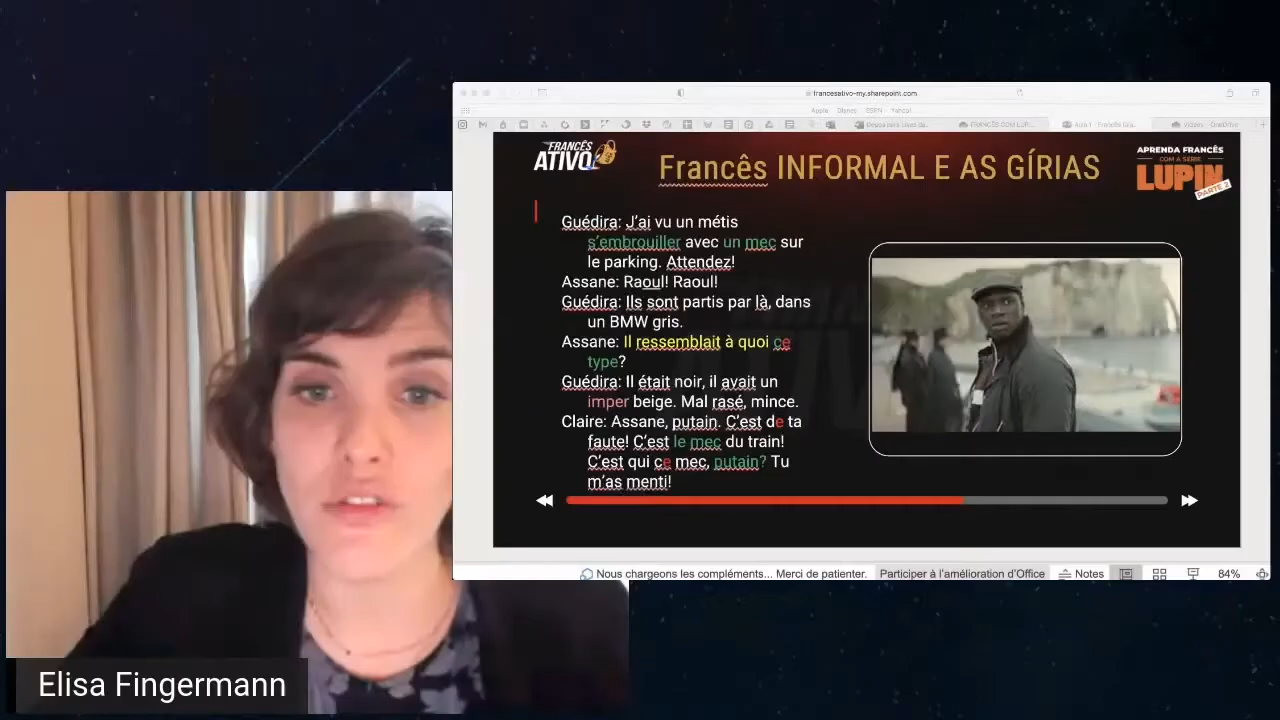 francesativo-my.sharepoint.com
Apple Disney ESPN Yahoo!
FRANCÊS
ATIVO
Francês INFORMAL E AS GÍRIAS
APRENDA FRANCÊS
COM A SÉRIE
LUPIN
PARTE 2
Guédira: J'ai vu un métis
s'embrouiller avec un mec sur
le parking. Attendez!
Assane: Raoul! Raoul!
Guédira: Ils sont partis par là, dans
un BMW gris.
Assane: Il ressemblait à quoi ce
type?
Guédira: Il était noir, il avait un
imper beige. Mal rasé, mince.
Claire: Assane, putain. C'est de ta
faute! C'est le mec du train!
C'est qui ce mec, putain? Tu
m'as menti!
Nous chargeons les compléments... Merci de patienter. Participer à l'amélioration d'Office Notes 84%
Elisa Fingermann